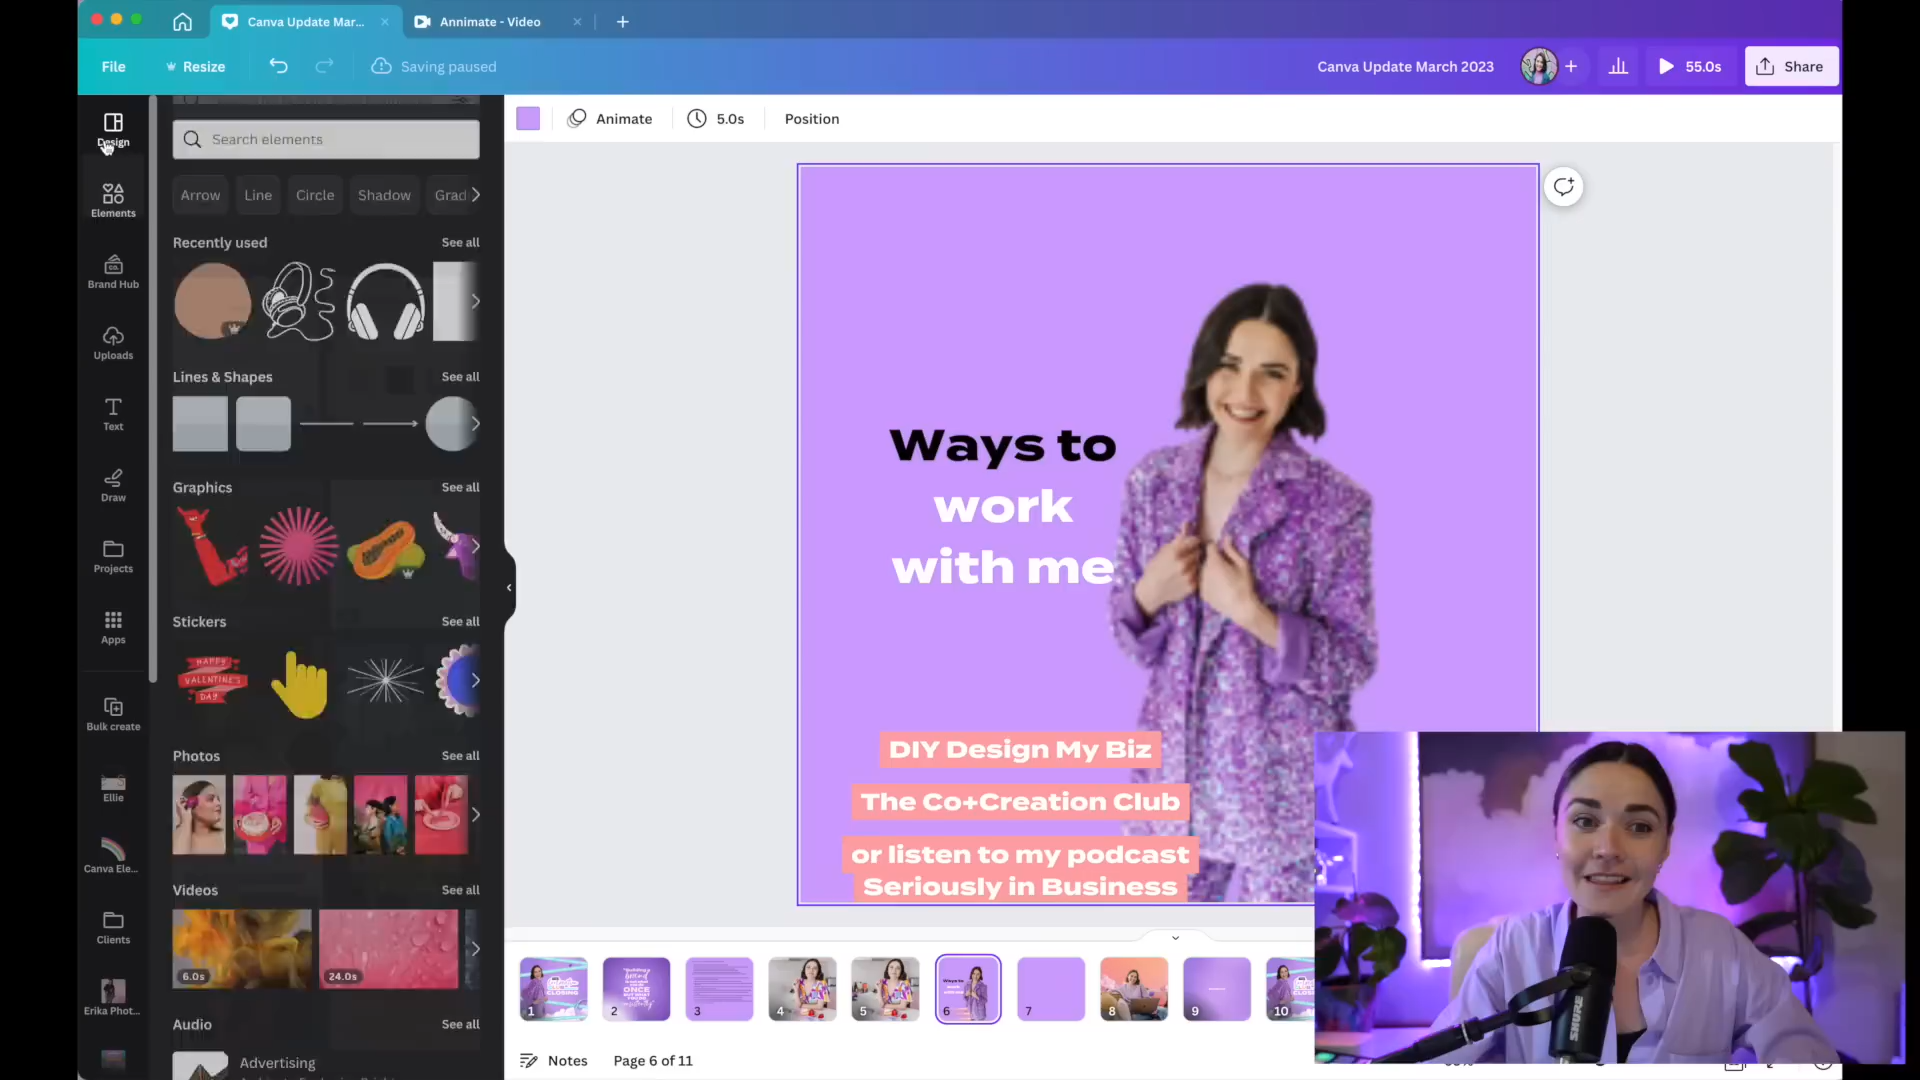 Canva Update Mar...
Annimate - Video
File
Resize
Saving paused
Canva Update March 2023
55.0s
Share
Design
Elements
Brand Hub
Uploads
Text
Draw
Projects
Apps
Bulk create
Ellie
Canva Ele...
Clients
Erika Phot...
Search elements
Arrow
Line
Circle
Shadow
Grad
Recently used
See all
Lines & Shapes
See all
Graphics
See all
Stickers
See all
HAPPY
VALENTINE'S
DAY
Photos
See all
Videos
See all
6.0s
24.0s
Audio
See all
Advertising
Animate
5.0s
Position
Ways to
work
with me
DIY Design My Biz
The Co+Creation Club
or listen to my podcast
Seriously in Business
1
2
3
4
5
6
7
8
9
10
Notes
Page 6 of 11
SHURE